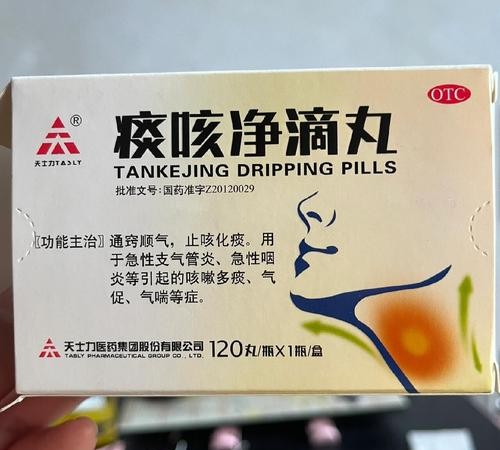 OTC
®
天士力TASLY
痰咳净滴丸
TANKEJING DRIPPING PILLS
批准文号:国药准字Z20120029
〖功能主治〗通窍顺气，止咳化痰。用
于急性支气管炎、急性咽
炎等引起的咳嗽多痰、气
促、气喘等症。
天士力医药集团股份有限公司
TASLY PHARMACEUTICAL GROUP CO., LTD.
120丸/瓶X1瓶/盒